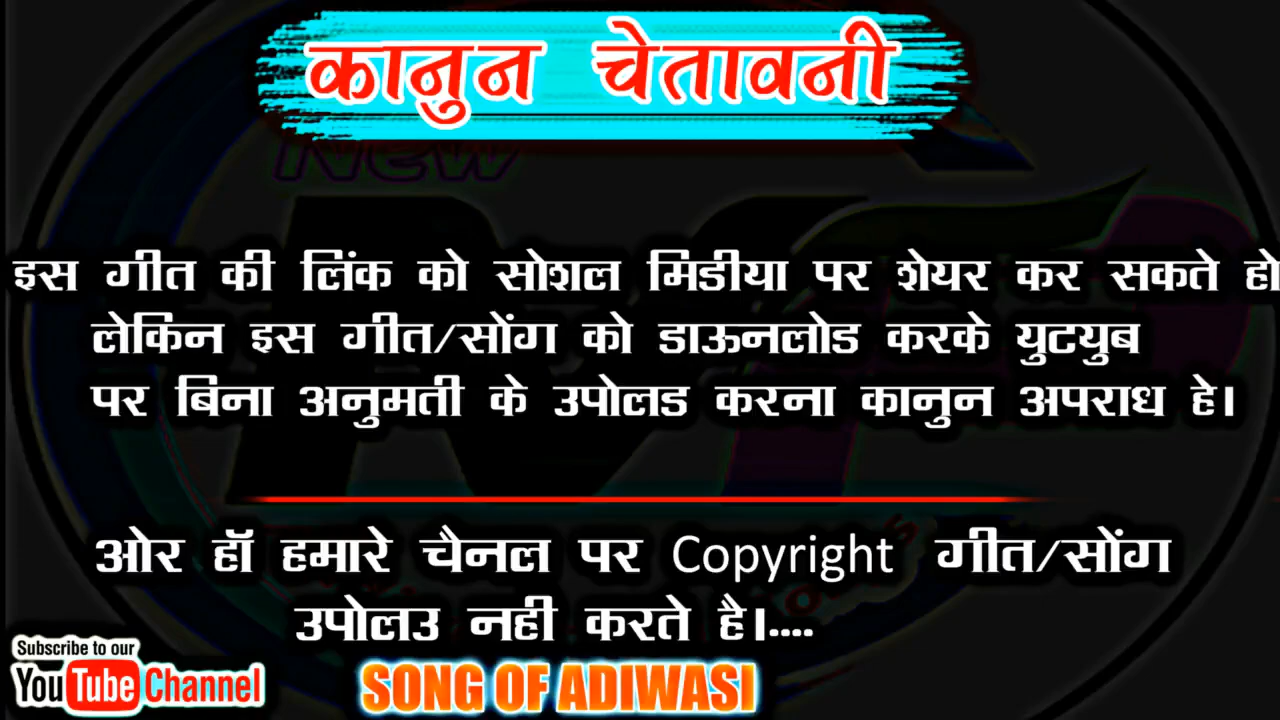 कानुन चेतावनी
New
इस गीत की लिंक को सोशल मिडीया पर शेयर कर सकते हो
लेकिन इस गीत/सोंग को डाऊनलोड करके युटयुब
पर बिना अनुमती के उपोलड करना कानुन अपराध हे।
ओर हॉ हमारे चैनल पर Copyright गीत/सोंग
उपोलउ नही करते है।....
Subscribe to our
YouTube Channel
SONG OF ADIWASI